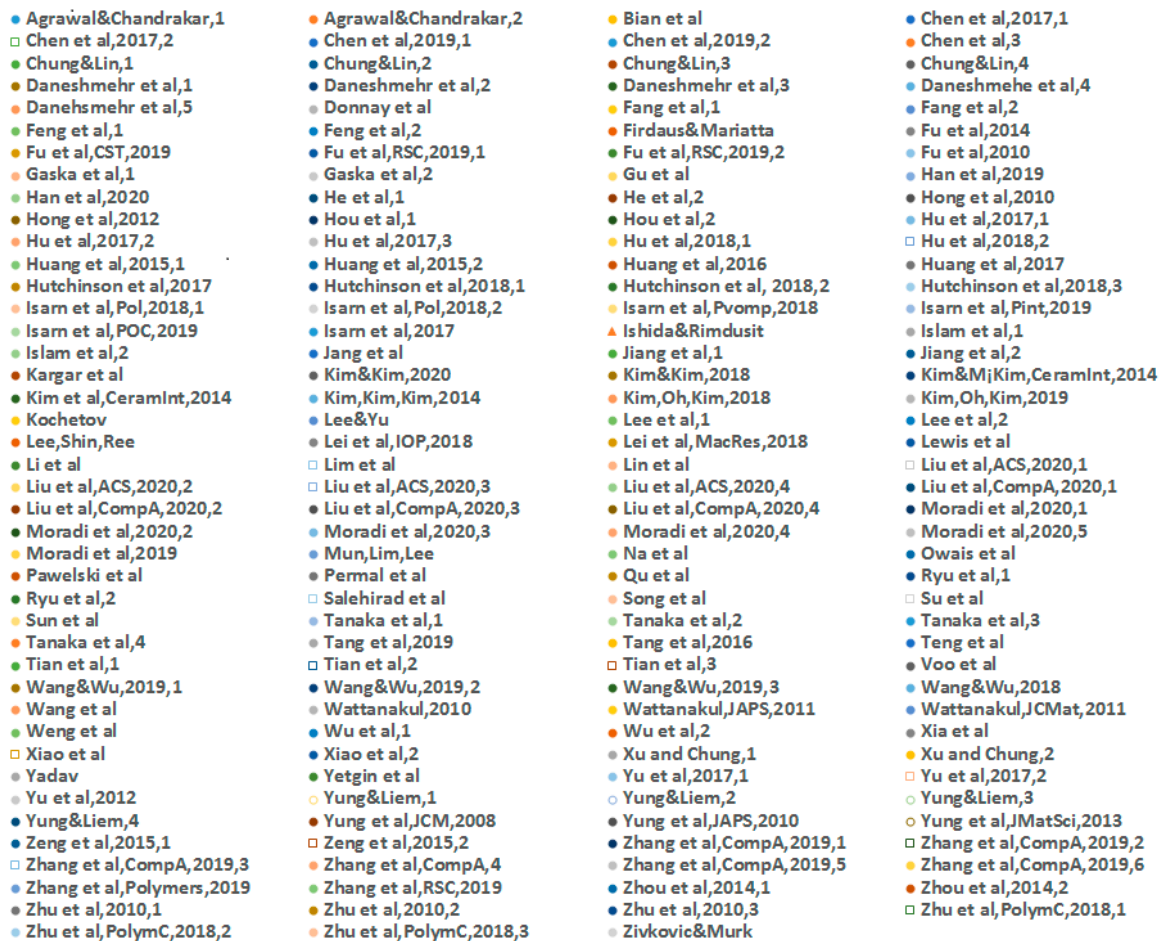 Agrawal&Chandrakar,1 Agrawal&Chandrakar,2 Bian et al Chen et al,2017,1
Chen et al,2017,2 Chen et al,2019,1 Chen et al,2019,2 Chen et al,3
Chung&Lin,1 Chung&Lin,2 Chung&Lin,3 Chung&Lin,4
Daneshmehr et al,1 Daneshmehr et al,2 Daneshmehr et al,3 Daneshmehe et al,4
Danehsmehr et al,5 Donnay et al Fang et al,1 Fang et al,2
Feng et al,1 Feng et al,2 Firdaus&Mariatta Fu et al,2014
Fu et al,CST,2019 Fu et al,RSC,2019,1 Fu et al,RSC,2019,2 Fu et al,2010
Gaska et al,1 Gaska et al,2 Gu et al Han et al,2019
Han et al,2020 He et al,1 He et al,2 Hong et al,2010
Hong et al,2012 Hou et al,1 Hou et al,2 Hu et al,2017,1
Hu et al,2017,2 Hu et al,2017,3 Hu et al,2018,1 Hu et al,2018,2
Huang et al,2015,1 Huang et al,2015,2 Huang et al,2016 Huang et al,2017
Hutchinson et al,2017 Hutchinson et al,2018,1 Hutchinson et al, 2018,2 Hutchinson et al,2018,3
Isarn et al,Pol,2018,1 Isarn et al,Pol,2018,2 Isarn et al,Pvomp,2018 Isarn et al,Pint,2019
Isarn et al,POC,2019 Isarn et al,2017 Ishida&Rimdusit Islam et al,1
Islam et al,2 Jang et al Jiang et al,1 Jiang et al,2
Kargar et al Kim&Kim,2020 Kim&Kim,2018 Kim&M¡Kim,CeramInt,2014
Kim et al,CeramInt,2014 Kim,Kim,Kim,2014 Kim,Oh,Kim,2018 Kim,Oh,Kim,2019
Kochetov Lee&Yu Lee et al,1 Lee et al,2
Lee,Shin,Ree Lei et al,IOP,2018 Lei et al,MacRes,2018 Lewis et al
Li et al Lim et al Lin et al Liu et al,ACS,2020,1
Liu et al,ACS,2020,2 Liu et al,ACS,2020,3 Liu et al,ACS,2020,4 Liu et al,CompA,2020,1
Liu et al,CompA,2020,2 Liu et al,CompA,2020,3 Liu et al,CompA,2020,4 Moradi et al,2020,1
Moradi et al,2020,2 Moradi et al,2020,3 Moradi et al,2020,4 Moradi et al,2020,5
Moradi et al,2019 Mun,Lim,Lee Na et al Owais et al
Pawelski et al Permal et al Qu et al Ryu et al,1
Ryu et al,2 Salehirad et al Song et al Su et al
Sun et al Tanaka et al,1 Tanaka et al,2 Tanaka et al,3
Tanaka et al,4 Tang et al,2019 Tang et al,2016 Teng et al
Tian et al,1 Tian et al,2 Tian et al,3 Voo et al
Wang&Wu,2019,1 Wang&Wu,2019,2 Wang&Wu,2019,3 Wang&Wu,2018
Wang et al Wattanakul,2010 Wattanakul,JAPS,2011 Wattanakul,JCMat,2011
Weng et al Wu et al,1 Wu et al,2 Xia et al
Xiao et al Xiao et al,2 Xu and Chung,1 Xu and Chung,2
Yadav Yetgin et al Yu et al,2017,1 Yu et al,2017,2
Yu et al,2012 Yung&Liem,1 Yung&Liem,2 Yung&Liem,3
Yung&Liem,4 Yung et al,JCM,2008 Yung et al,JAPS,2010 Yung et al,JMatSci,2013
Zeng et al,2015,1 Zeng et al,2015,2 Zhang et al,CompA,2019,1 Zhang et al,CompA,2019,2
Zhang et al,CompA,2019,3 Zhang et al,CompA,4 Zhang et al,CompA,2019,5 Zhang et al,CompA,2019,6
Zhang et al,Polymers,2019 Zhang et al,RSC,2019 Zhou et al,2014,1 Zhou et al,2014,2
Zhu et al,2010,1 Zhu et al,2010,2 Zhu et al,2010,3 Zhu et al,PolymC,2018,1
Zhu et al,PolymC,2018,2 Zhu et al,PolymC,2018,3 Zivkovic&Murk